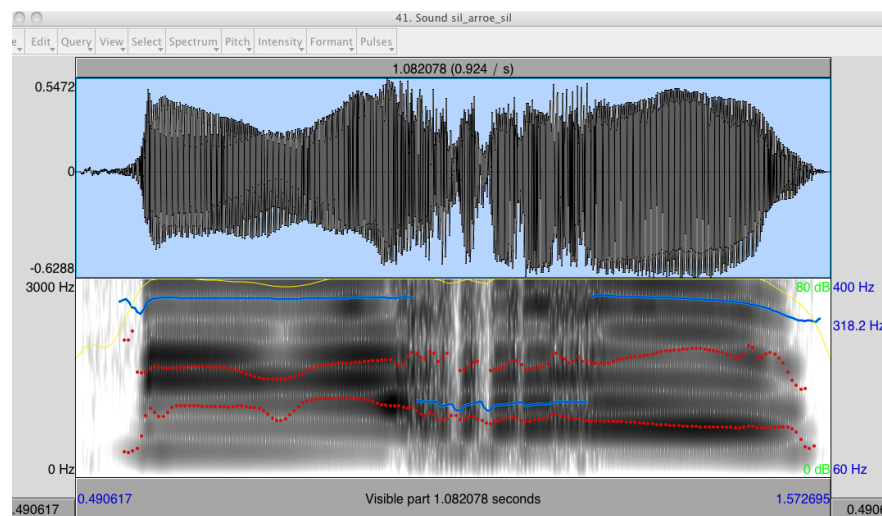 41. Sound sil_arroe_sil
e Edit Query View Select Spectrum Pitch Intensity Formant Pulses
1.082078 (0.924 / s)
0.5472
0
-0.6288
3000 Hz 80 dB 400 Hz
318.2 Hz
0 Hz 0 dB 60 Hz
0.490617 Visible part 1.082078 seconds 1.572695
.490617 0.490